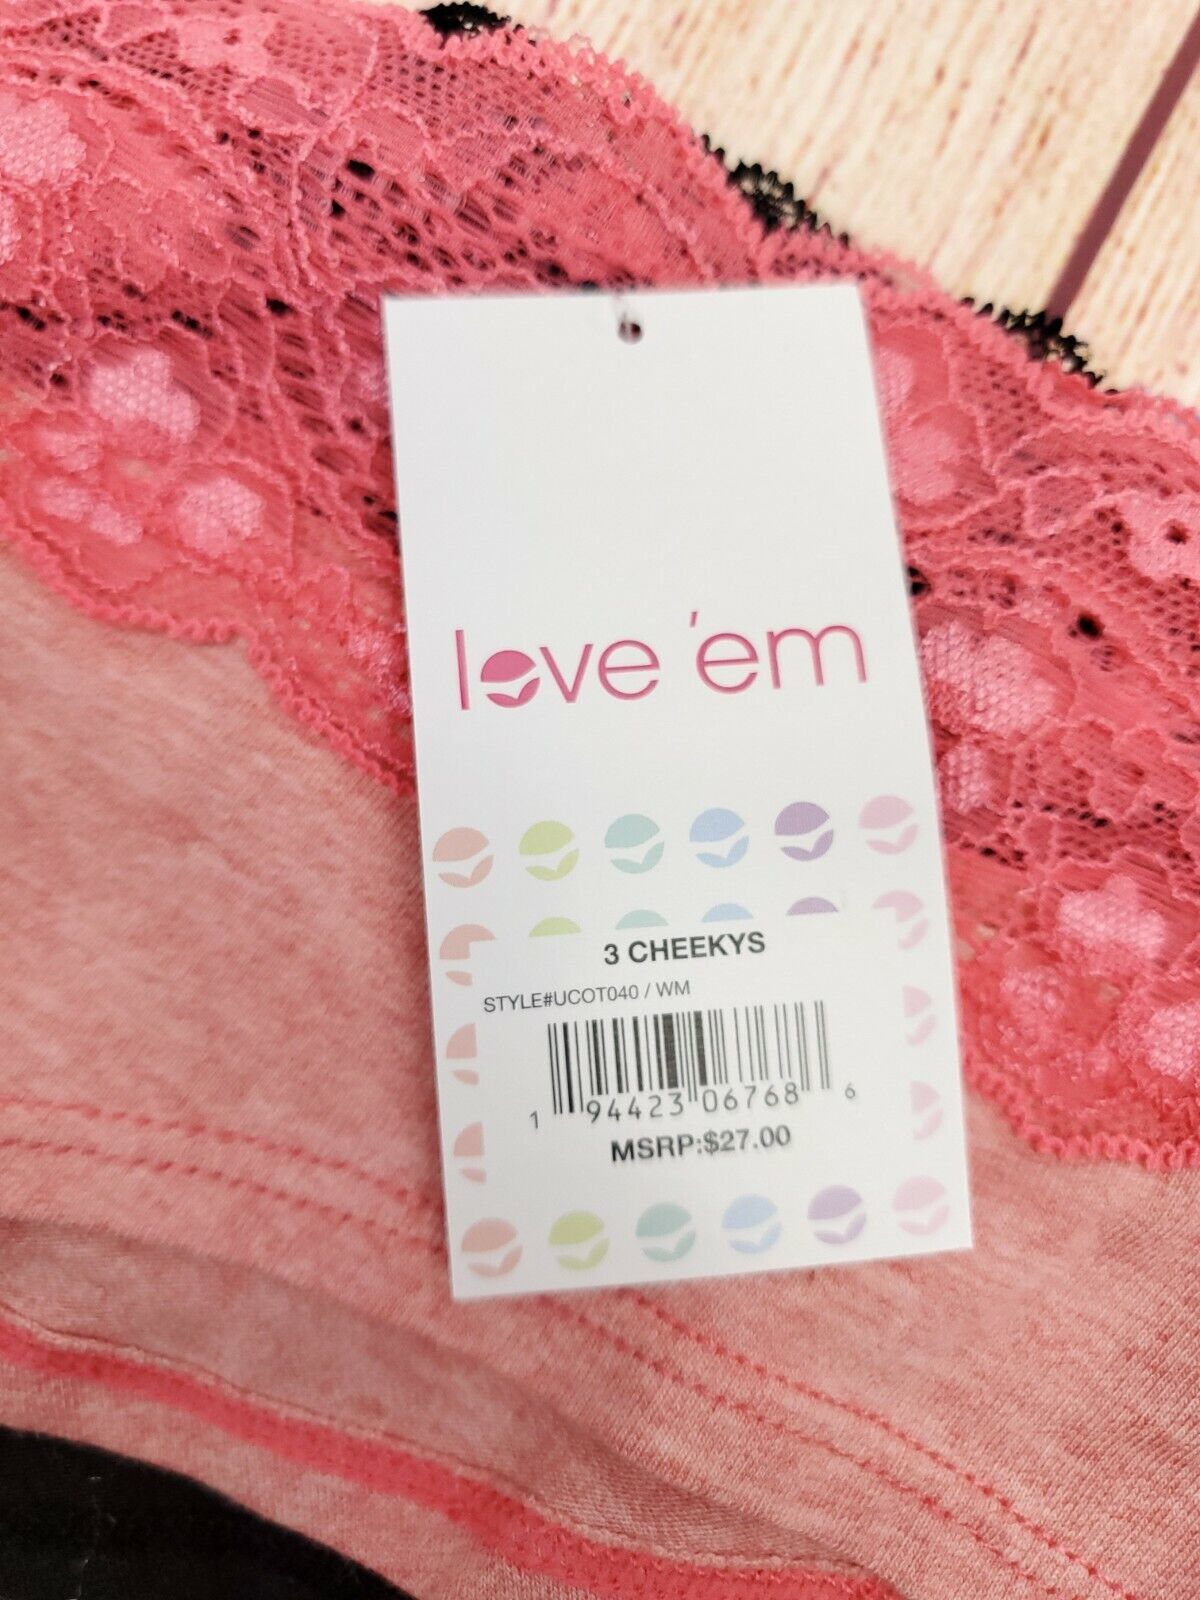 love 'em
3 CHEEKYS
STYLE#UCOT040 / WM
1 94423 06768 6
MSRP:$27.00